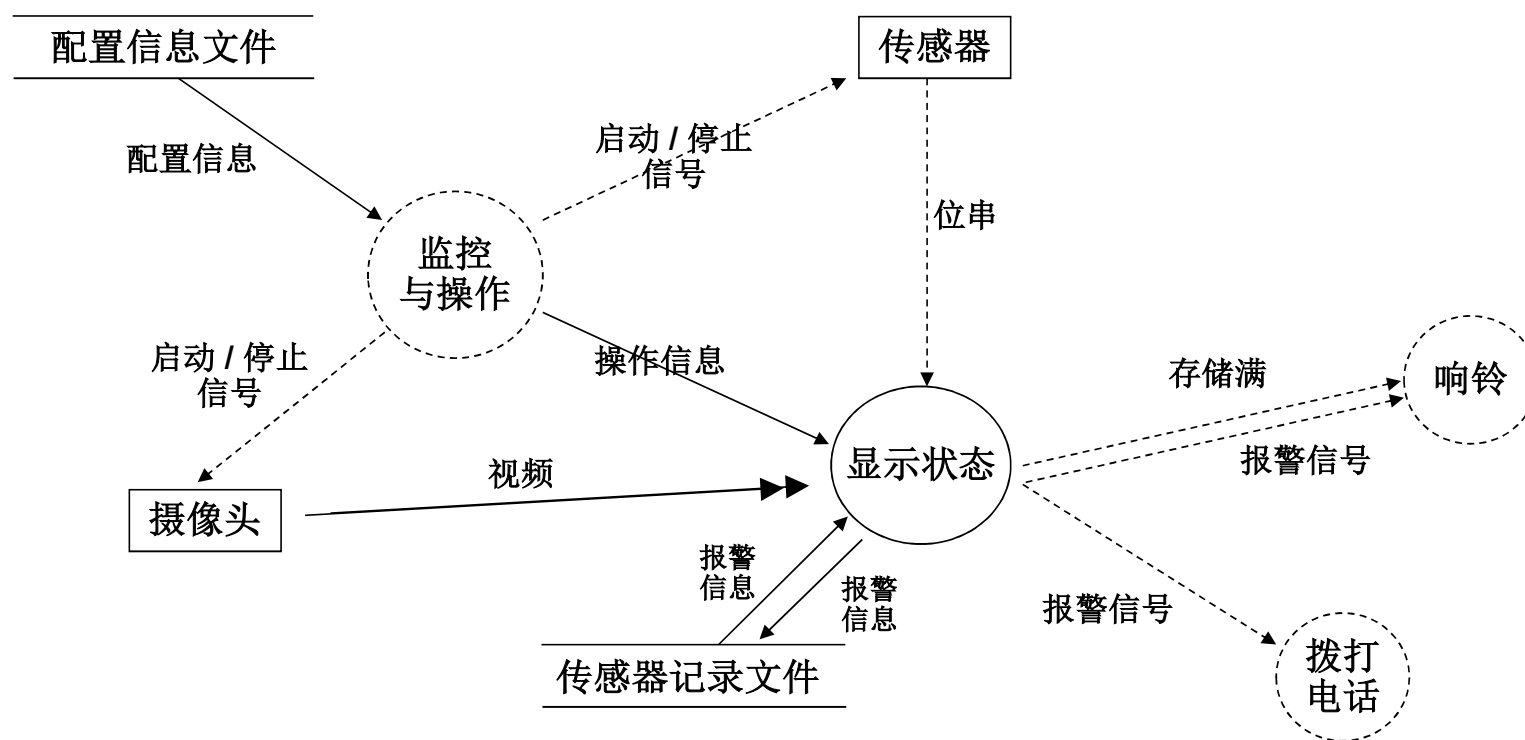 配置信息文件
传感器
启动 / 停止
信号
配置信息
位串
监控
与操作
启动 / 停止
信号
操作信息
存储满
响铃
报警信号
显示状态
视频
摄像头
报警
信息
报警
信息
报警信号
传感器记录文件
拨打
电话